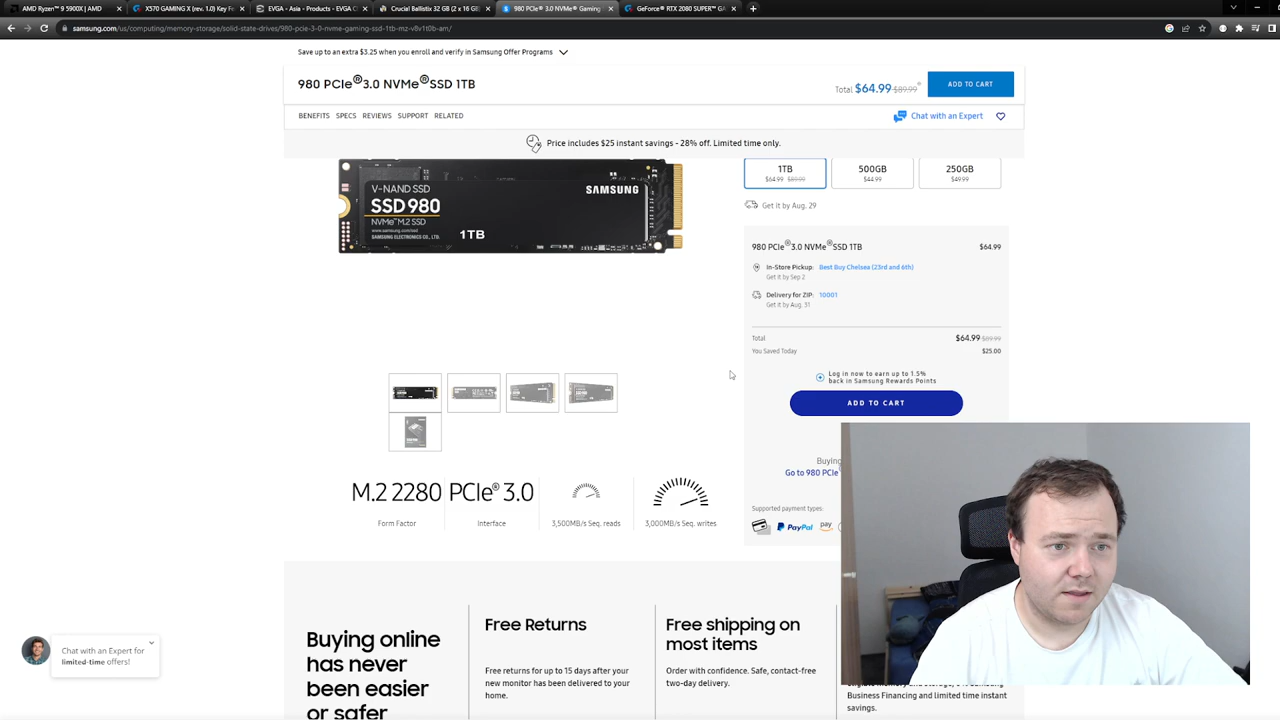 AMD Ryzen™ 9 5900X | AMD
X570 GAMING X (rev. 1.0) Key Fe
EVGA - Asia - Products - EVGA C
Crucial Ballistix 32 GB (2 x 16 GE
980 PCIe® 3.0 NVMe® Gaming
GeForce® RTX 2080 SUPER™ GA
samsung.com/us/computing/memory-storage/solid-state-drives/980-pcie-3-0-nvme-gaming-ssd-1tb-mz-v8v1t0b-am/
Save up to an extra $3.25 when you enroll and verify in Samsung Offer Programs
980 PCIe®3.0 NVMe®SSD 1TB
Total $64.99 $89.99
ADD TO CART
BENEFITS SPECS REVIEWS SUPPORT RELATED
Chat with an Expert
Price includes $25 instant savings - 28% off. Limited time only.
V-NAND SSD
SSD 980
NVMe™ M.2 SSD
www.samsung.com
SAMSUNG ELECTRONICS CO., LTD.
1TB
SAMSUNG
1TB
$64.99 $89.99
500GB
$44.99
250GB
$49.99
Get it by Aug. 29
980 PCIe®3.0 NVMe®SSD 1TB
$64.99
In-Store Pickup: Best Buy Chelsea (23rd and 6th)
Get it by Sep 2
Delivery for ZIP: 10001
Get it by Aug. 31
Total
$64.99 $89.99
You Saved Today
$25.00
Log in now to earn up to 1.5%
back in Samsung Rewards Points
ADD TO CART
Buying
Go to 980 PCIe
Supported payment types:
PayPal
pay
M.2 2280
Form Factor
PCIe® 3.0
Interface
3,500MB/s Seq. reads
3,000MB/s Seq. writes
Buying online
has never
been easier
or safer
Free Returns
Free returns for up to 15 days after your
new monitor has been delivered to your
home.
Free shipping on
most items
Order with confidence. Safe, contact-free
two-day delivery.
Business Financing and limited time instant
savings.
Chat with an Expert for
limited-time offers!